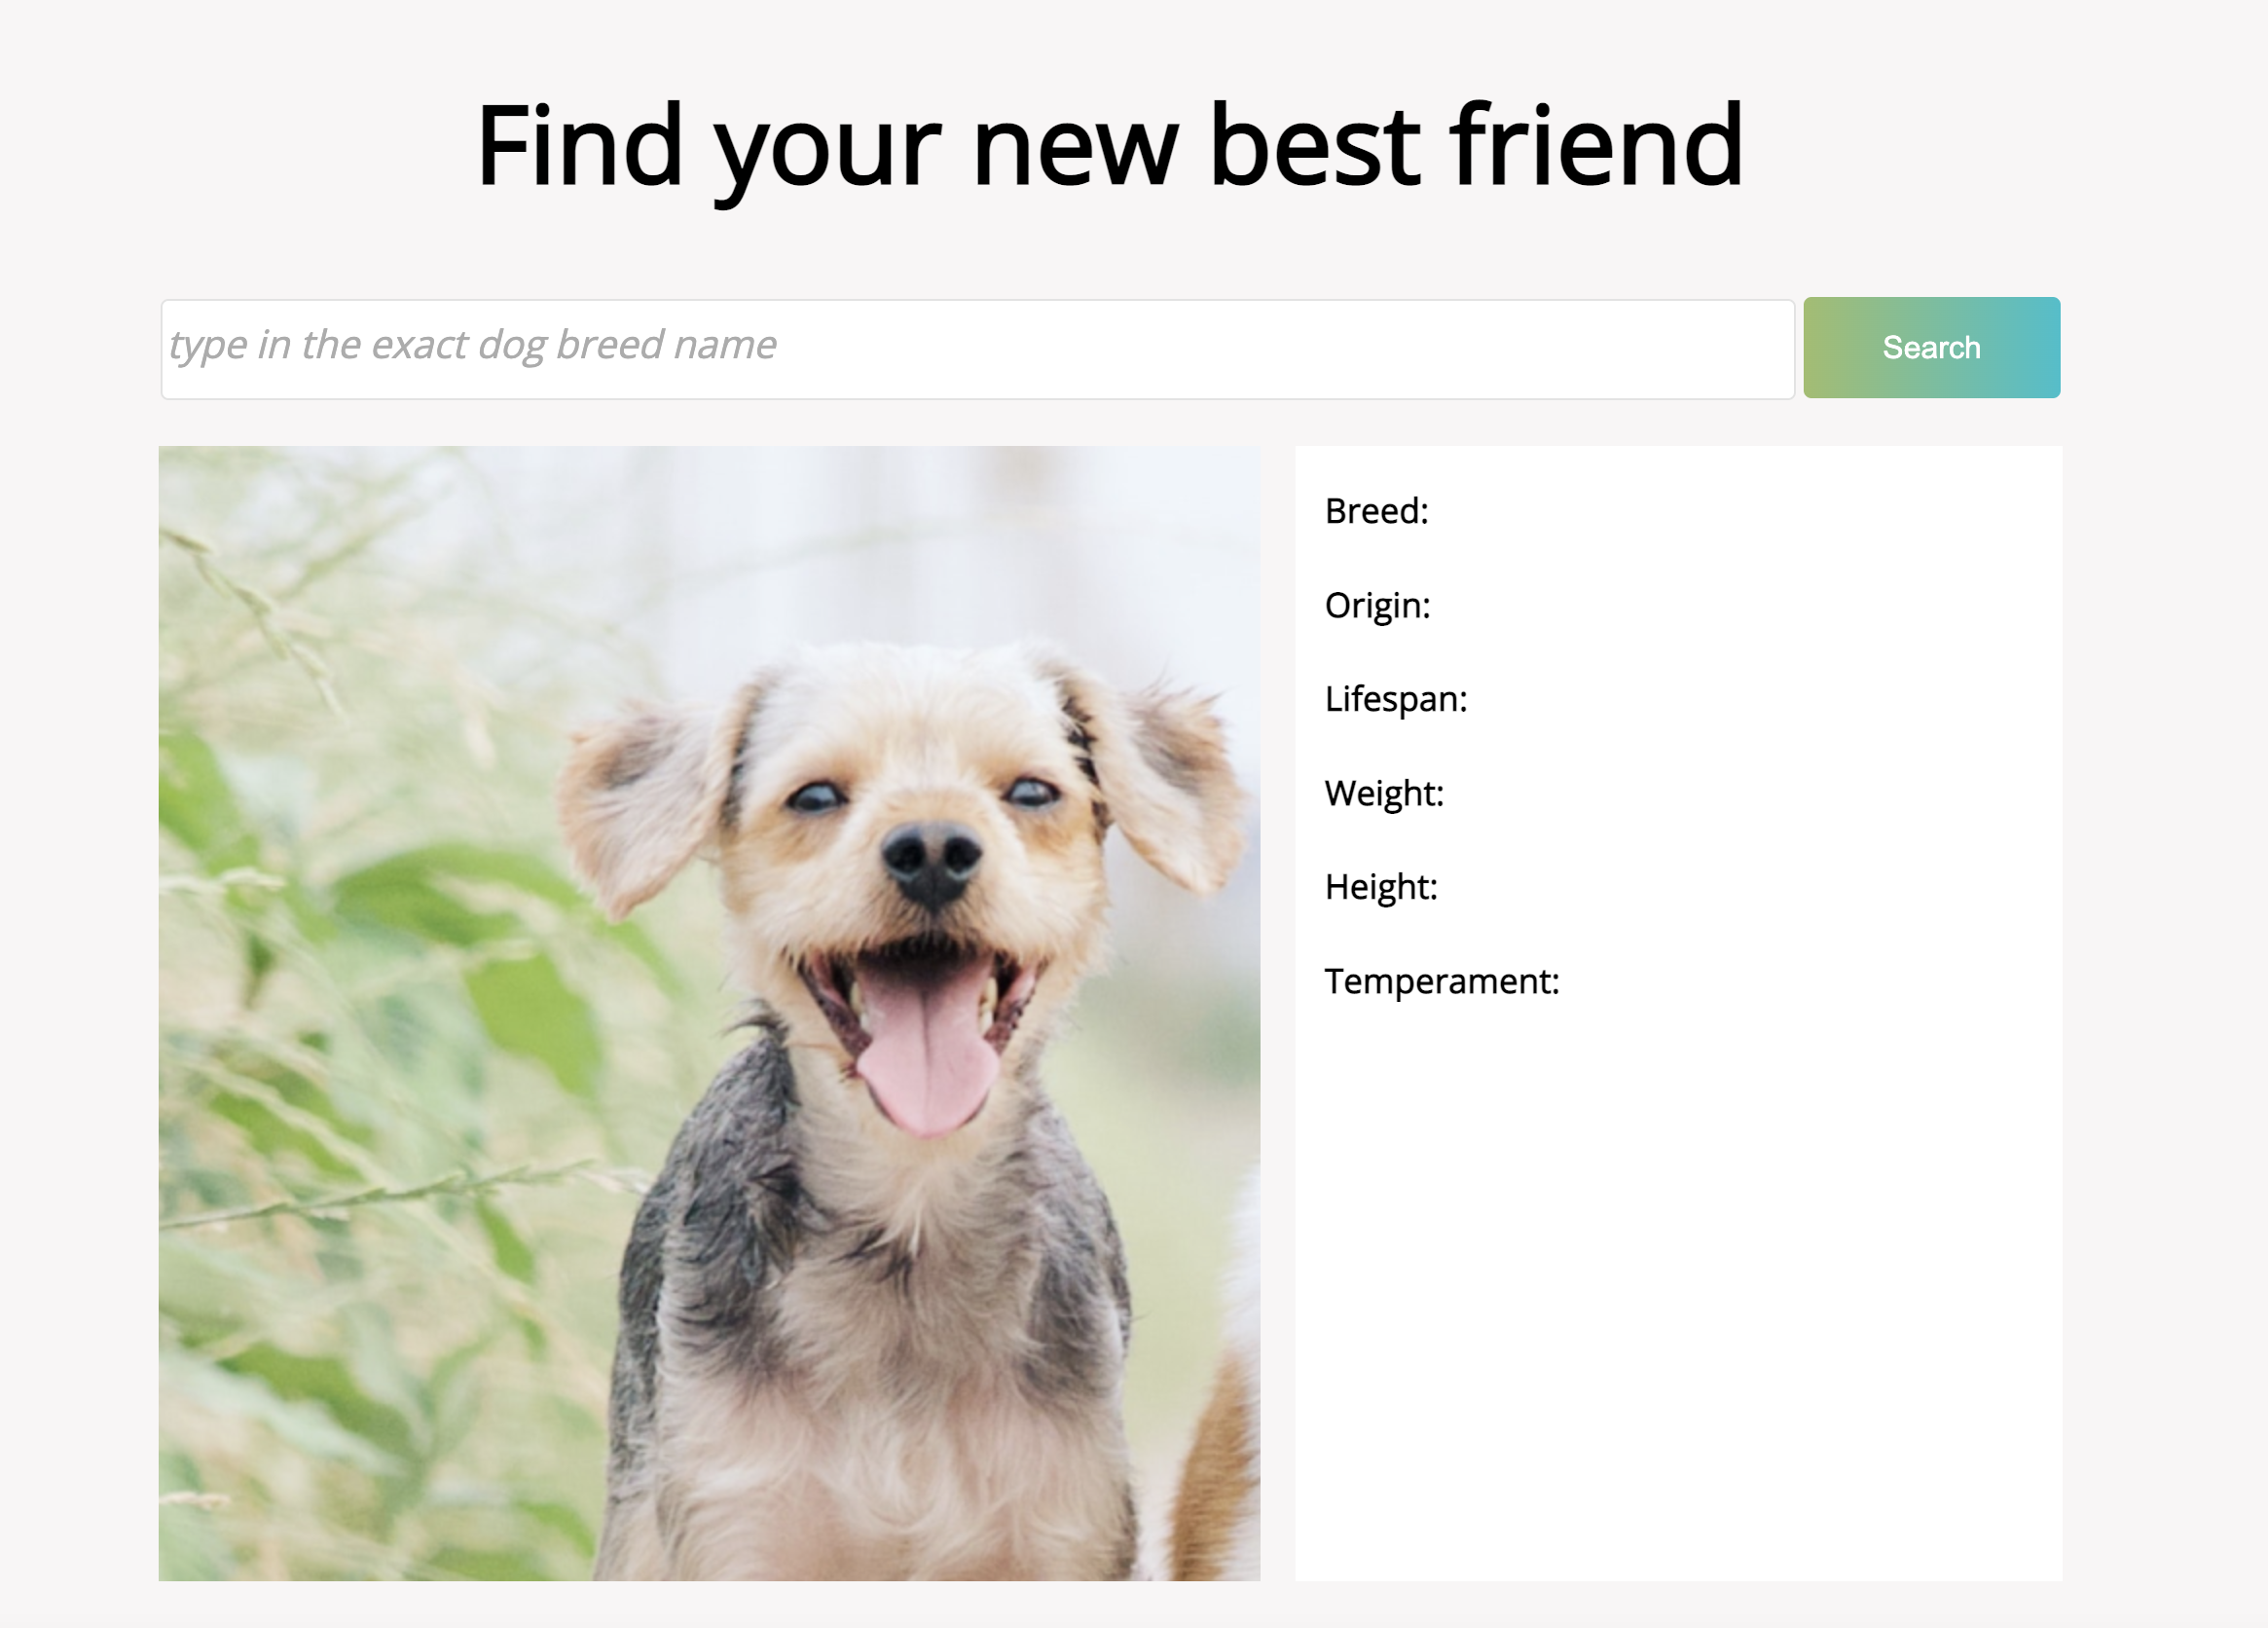 Find your new best friend
type in the exact dog breed name
Search
Breed:
Origin:
Lifespan:
Weight:
Height:
Temperament: